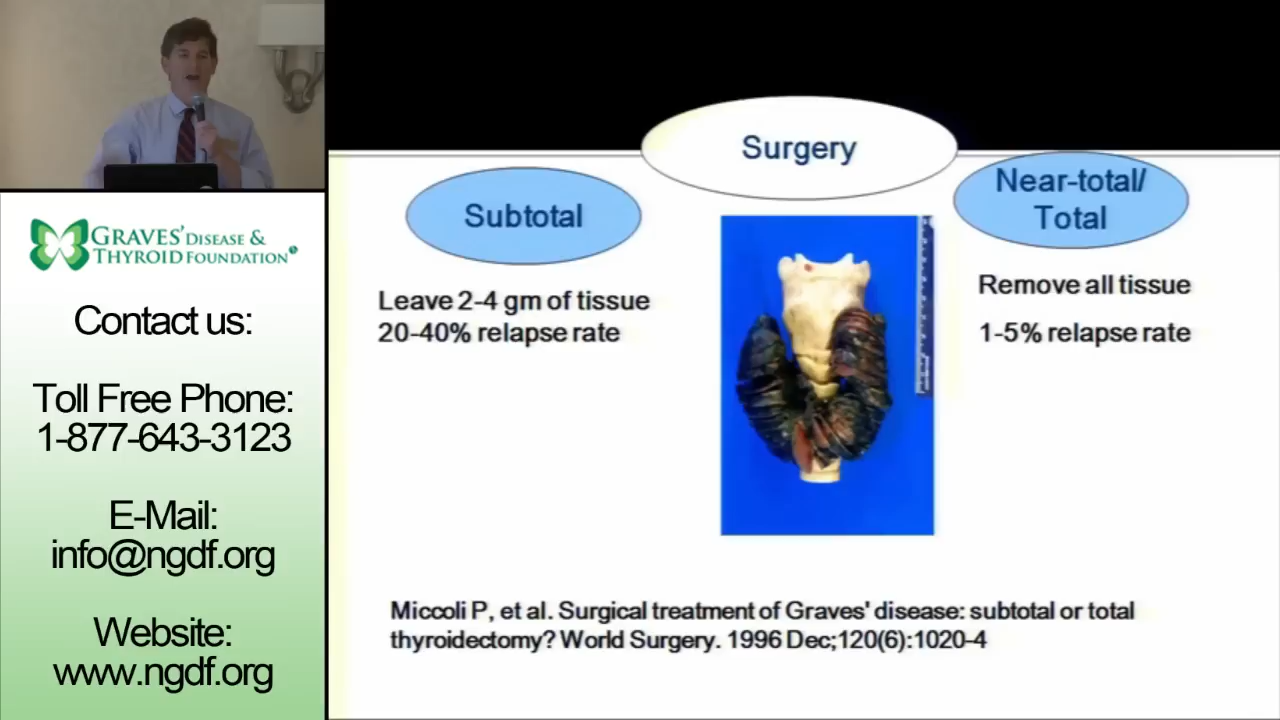 GRAVES' DISEASE &
THYROID FOUNDATION
Contact us:
Toll Free Phone:
1-877-643-3123
E-Mail:
info@ngdf.org
Website:
www.ngdf.org
Surgery
Subtotal
Near-total/
Total
Leave 2-4 gm of tissue
20-40% relapse rate
Remove all tissue
1-5% relapse rate
Miccoli P, et al. Surgical treatment of Graves' disease: subtotal or total
thyroidectomy? World Surgery. 1996 Dec;120(6):1020-4